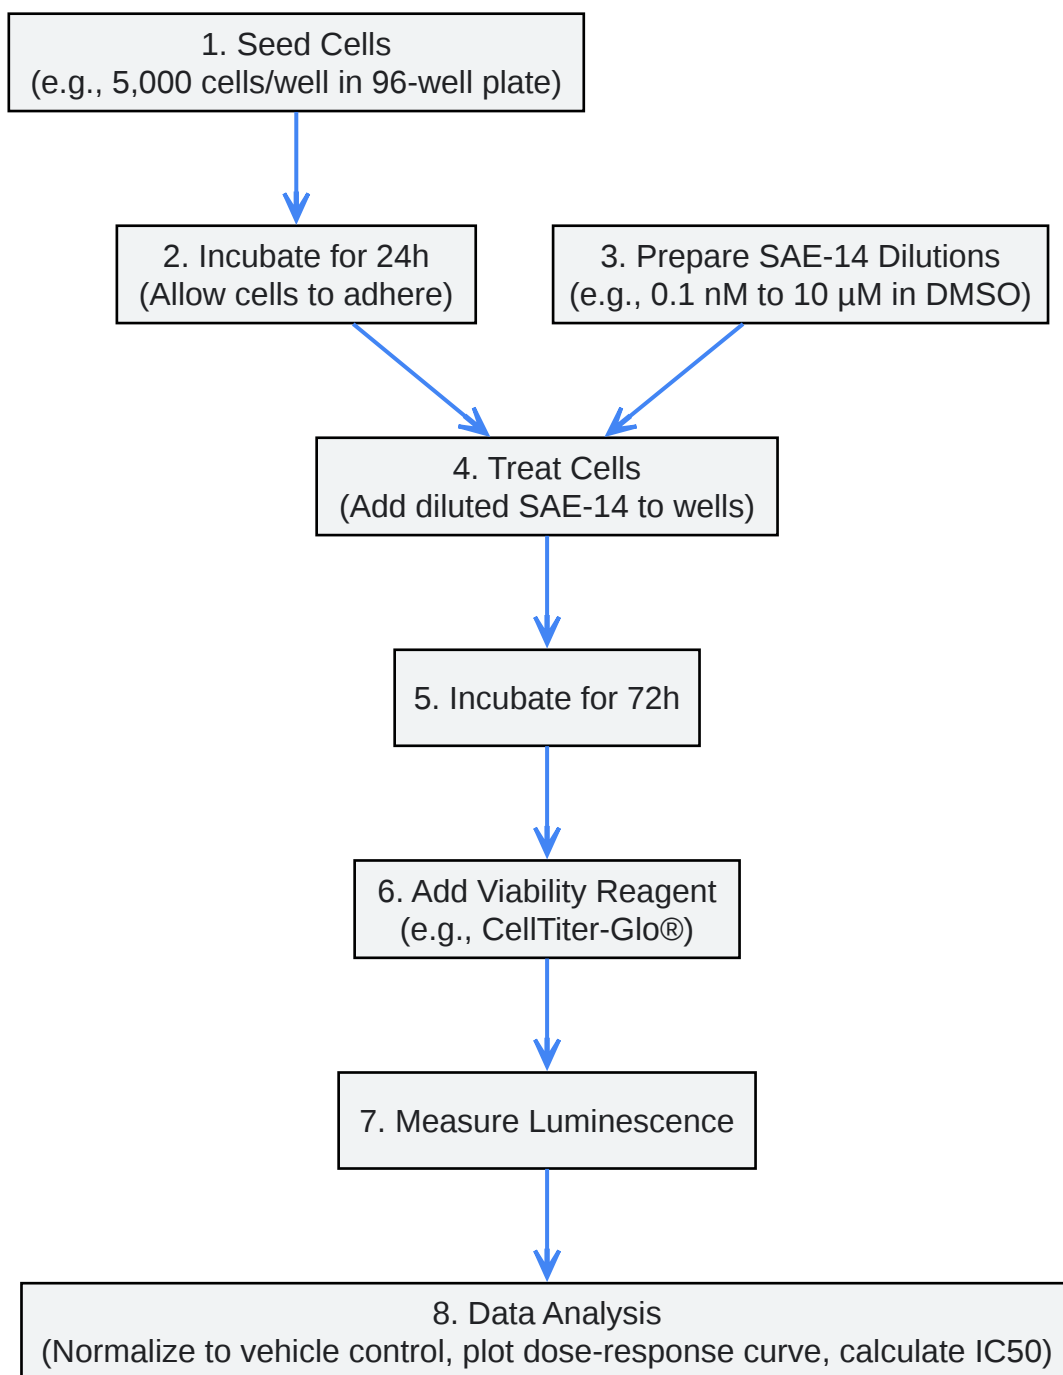 1. Seed Cells
(e.g., 5,000 cells/well in 96-well plate)
2. Incubate for 24h
(Allow cells to adhere)
3. Prepare SAE-14 Dilutions
(e.g., 0.1 nM to 10 µM in DMSO)
4. Treat Cells
(Add diluted SAE-14 to wells)
5. Incubate for 72h
6. Add Viability Reagent
(e.g., CellTiter-Glo®)
7. Measure Luminescence
8. Data Analysis
(Normalize to vehicle control, plot dose-response curve, calculate IC50)